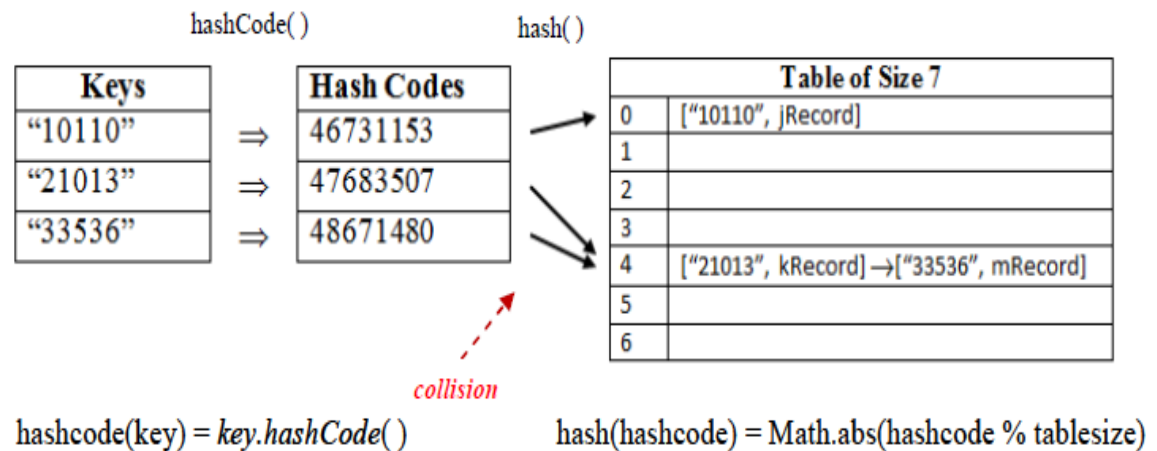 hashCode( )
hash( )
Keys
"10110"
"21013"
"33536"
⇒
⇒
⇒
Hash Codes
46731153
47683507
48671480
Table of Size 7
0 ["10110", jRecord]
1
2
3
4 ["21013", kRecord]→["33536", mRecord]
5
6
collision
hashcode(key) = key.hashCode( )
hash(hashcode) = Math.abs(hashcode % tablesize)